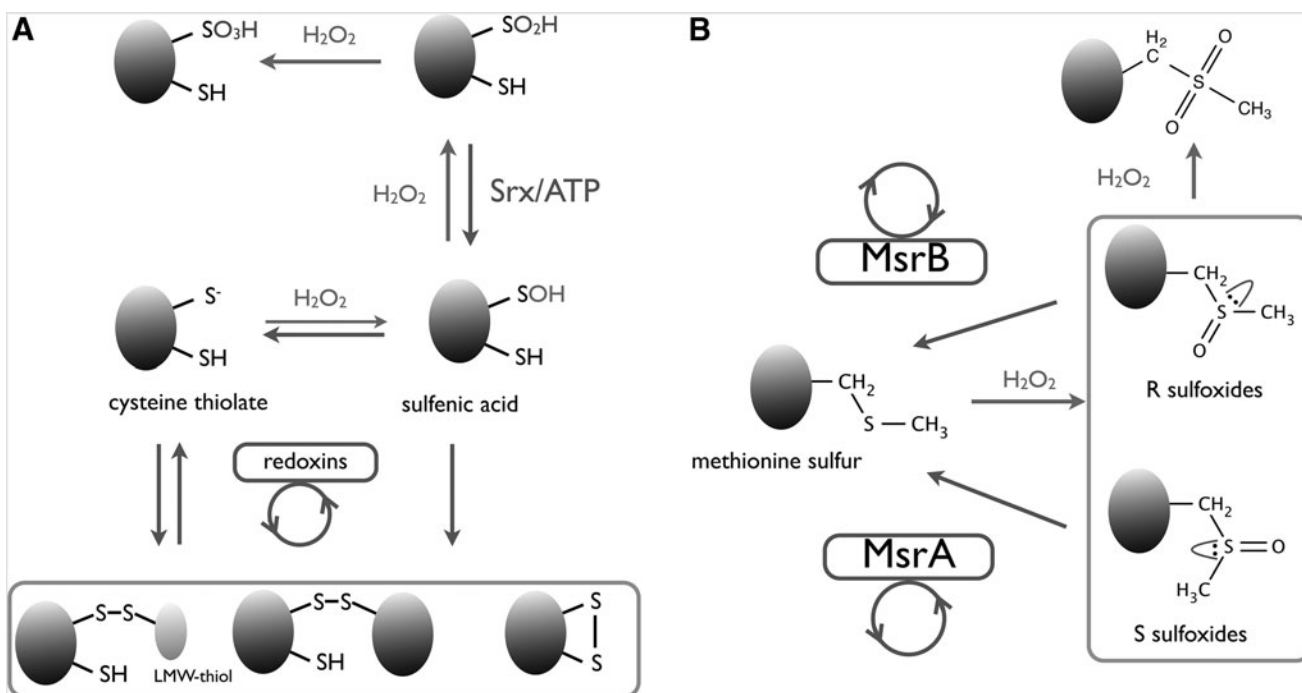 A
SO₃H
SH
H₂O₂
SO₂H
SH
H₂O₂
Srx/ATP
S⁻
SH
cysteine thiolate
H₂O₂
SOH
SH
sulfenic acid
redoxins
S–S
SH
LMW-thiol
S–S
SH
S
S
B
H₂
C
O
S
O
CH₃
H₂O₂
MsrB
CH₂
S
CH₃
O
R sulfoxides
CH₂
S — CH₃
methionine sulfur
H₂O₂
MsrA
CH₂
S
O
H₃C
S sulfoxides